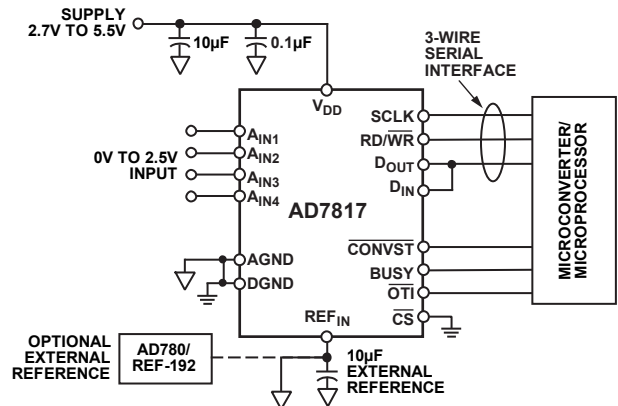 SUPPLY
2.7V TO 5.5V
10µF
0.1µF
3-WIRE
SERIAL
INTERFACE
VDD
SCLK
RD/WR
DOUT
DIN
AIN1
AIN2
AIN3
AIN4
0V TO 2.5V
INPUT
AD7817
AGND
DGND
CONVST
BUSY
OTI
CS
REFIN
MICROCONVERTER/
MICROPROCESSOR
OPTIONAL
EXTERNAL
REFERENCE
AD780/
REF-192
10µF
EXTERNAL
REFERENCE